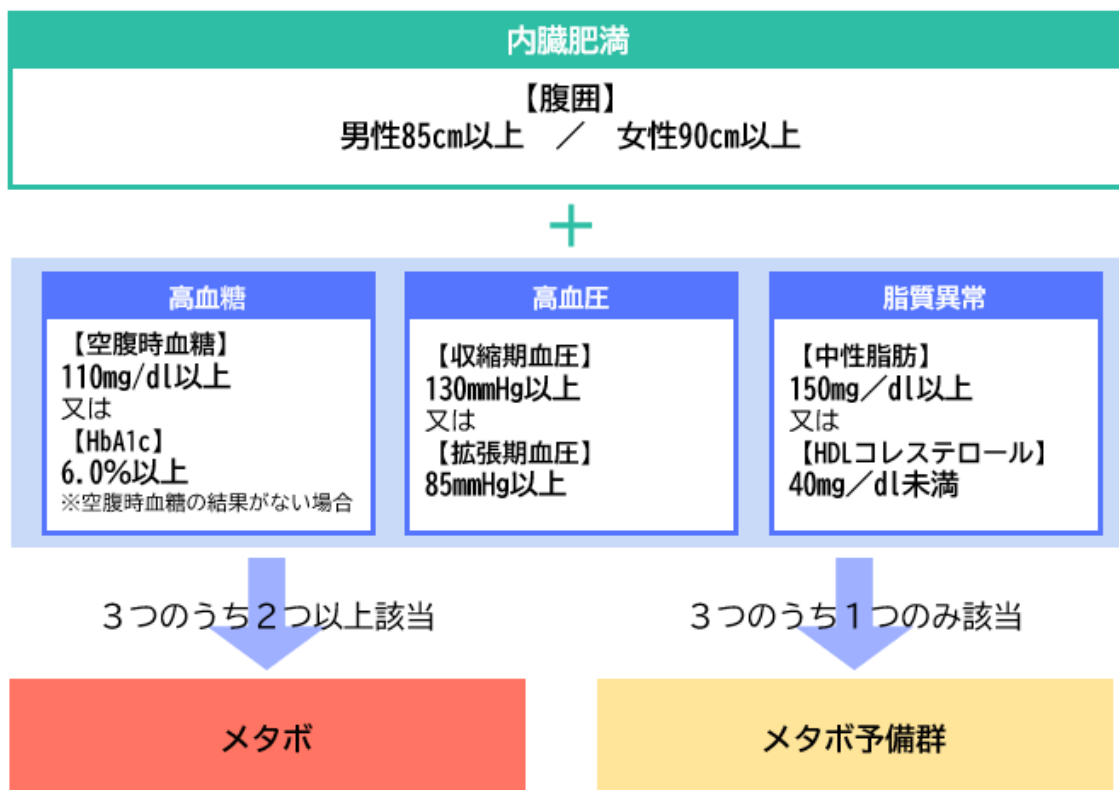 内臓肥満
【腹囲】
男性85cm以上　／　女性90cm以上
＋
高血糖
【空腹時血糖】
110mg/dl以上
又は
【HbA1c】
6.0%以上
※空腹時血糖の結果がない場合
高血圧
【収縮期血圧】
130mmHg以上
又は
【拡張期血圧】
85mmHg以上
脂質異常
【中性脂肪】
150mg／dl以上
又は
【HDLコレステロール】
40mg／dl未満
３つのうち２つ以上該当
３つのうち１つのみ該当
メタボ
メタボ予備群